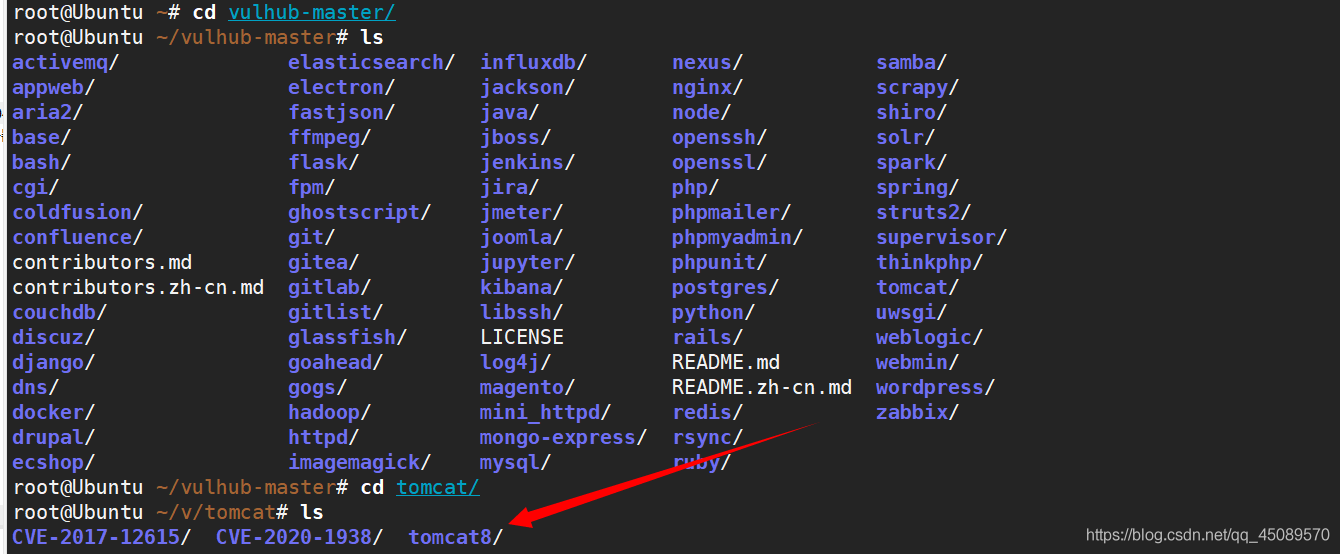 root@Ubuntu ~# cd vulhub-master/
root@Ubuntu ~/vulhub-master# ls
activemq/ elasticsearch/ influxdb/ nexus/ samba/
appweb/ electron/ jackson/ nginx/ scrapy/
aria2/ fastjson/ java/ node/ shiro/
base/ ffmpeg/ jboss/ openssh/ solr/
bash/ flask/ jenkins/ openssl/ spark/
cgi/ fpm/ jira/ php/ spring/
coldfusion/ ghostscript/ jmeter/ phpmailer/ struts2/
confluence/ git/ joomla/ phpmyadmin/ supervisor/
contributors.md gitea/ jupyter/ phpunit/ thinkphp/
contributors.zh-cn.md gitlab/ kibana/ postgres/ tomcat/
couchdb/ gitlist/ libssh/ python/ uwsgi/
discuz/ glassfish/ LICENSE rails/ weblogic/
django/ goahead/ log4j/ README.md webmin/
dns/ gogs/ magento/ README.zh-cn.md wordpress/
docker/ hadoop/ mini_httpd/ redis/ zabbix/
drupal/ httpd/ mongo-express/ rsync/
ecshop/ imagemagick/ mysql/ ruby/
root@Ubuntu ~/vulhub-master# cd tomcat/
root@Ubuntu ~/v/tomcat# ls
CVE-2017-12615/ CVE-2020-1938/ tomcat8/
https://blog.csdn.net/qq_45089570